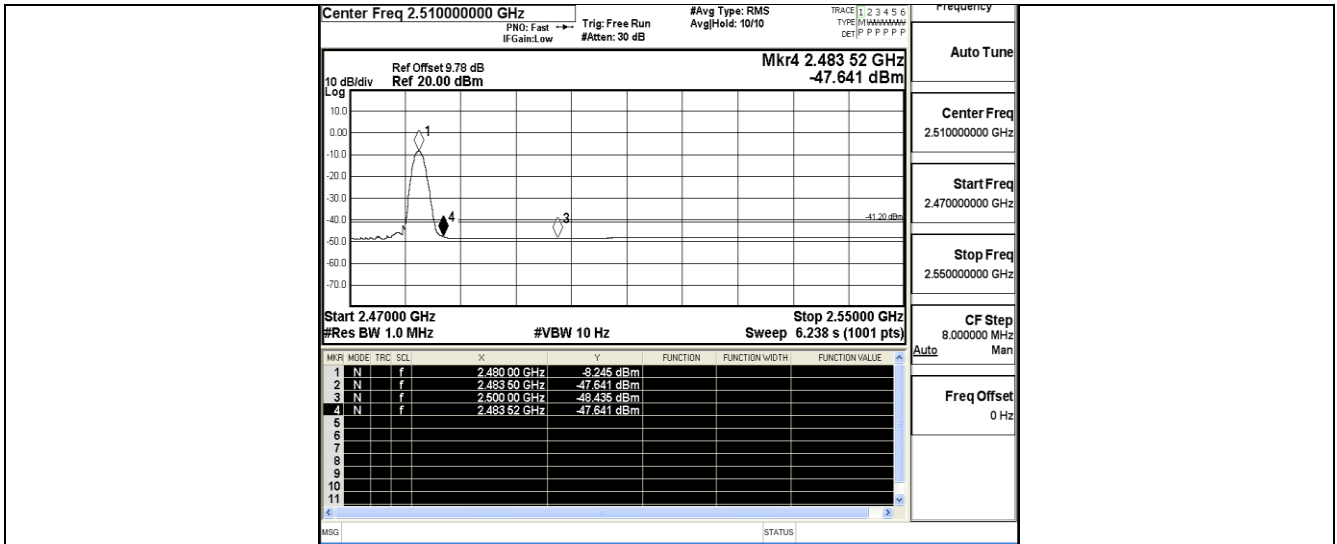 Center Freq 2.510000000 GHz
PNO: Fast
IFGain:Low
Trig: Free Run
#Atten: 30 dB
#Avg Type: RMS
Avg|Hold: 10/10
TRACE 1 2 3 4 5 6
TYPE M
DET P P P P P P
Frequency
Auto Tune
Mkr4 2.483 52 GHz
-47.641 dBm
Ref Offset 9.78 dB
10 dB/div Ref 20.00 dBm
Log
10.0
0.00
-10.0
-20.0
-30.0
-40.0
-50.0
-60.0
-70.0
1
4
3
-41.20 dBm
Start 2.47000 GHz
Stop 2.55000 GHz
#Res BW 1.0 MHz
#VBW 10 Hz
Sweep 6.238 s (1001 pts)
MKR MODE TRC SCL X Y FUNCTION FUNCTION WIDTH FUNCTION VALUE
1 N f 2.480 00 GHz -8.245 dBm
2 N f 2.483 50 GHz -47.641 dBm
3 N f 2.500 00 GHz -48.435 dBm
4 N f 2.483 52 GHz -47.641 dBm
5
6
7
8
9
10
11
MSG
STATUS
Center Freq
2.510000000 GHz
Start Freq
2.470000000 GHz
Stop Freq
2.550000000 GHz
CF Step
8.000000 MHz
Auto Man
Freq Offset
0 Hz